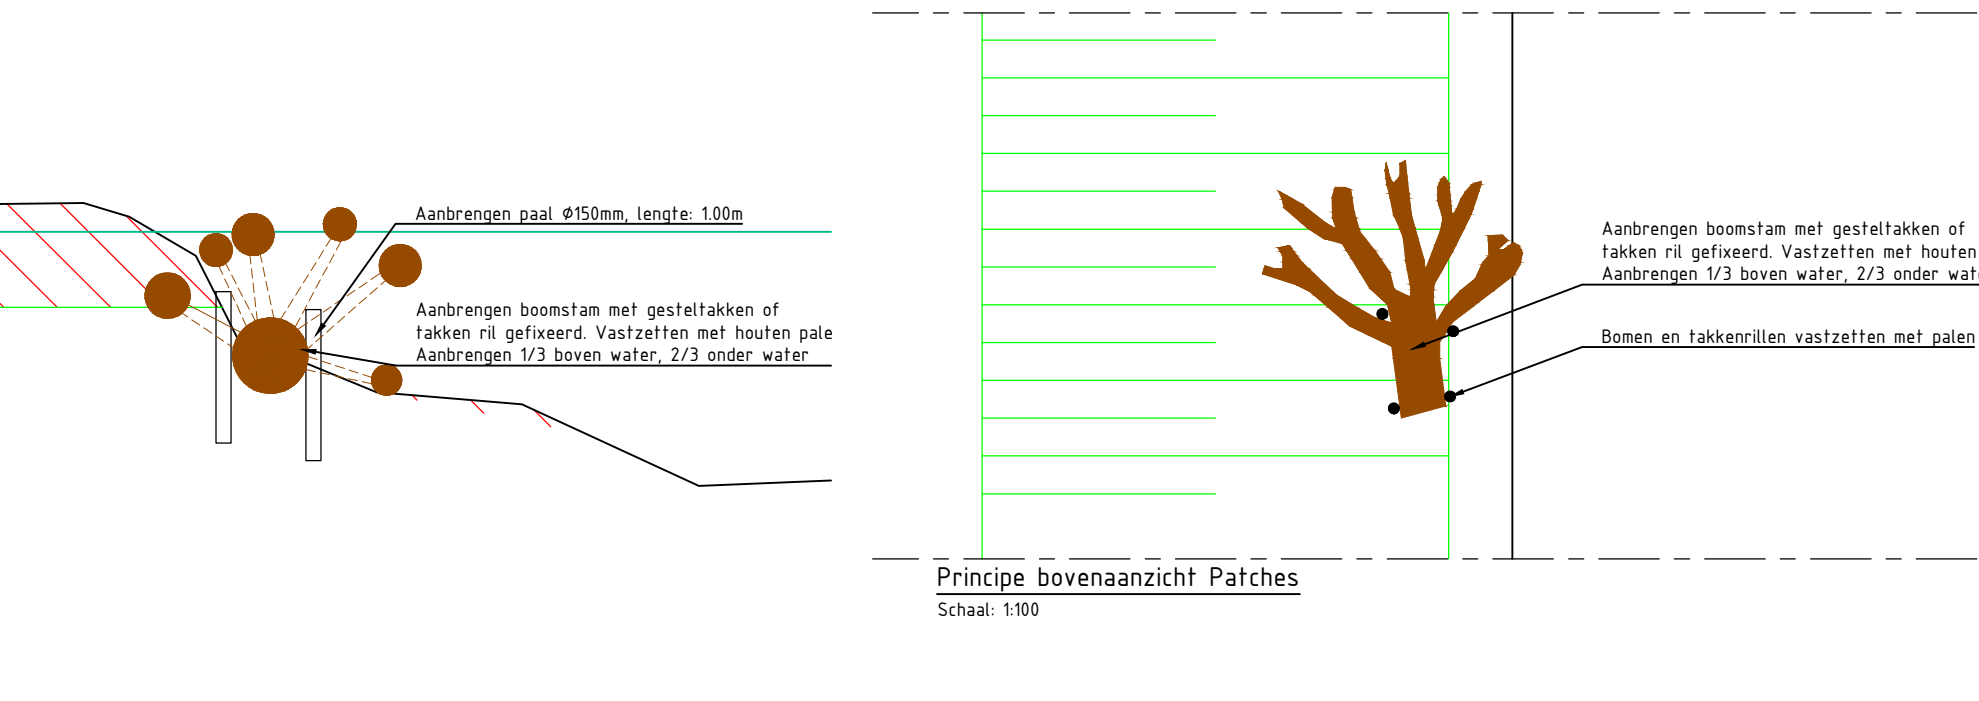 Aanbrengen paal Ø150mm, lengte: 1.00m
Aanbrengen boomstam met gesteltakken of
takken ril gefixeerd. Vastzetten met houten pale
Aanbrengen 1/3 boven water, 2/3 onder water
Aanbrengen boomstam met gesteltakken of
takken ril gefixeerd. Vastzetten met houten
Aanbrengen 1/3 boven water, 2/3 onder wat
Bomen en takkenrillen vastzetten met palen
Principe bovenaanzicht Patches
Schaal: 1:100